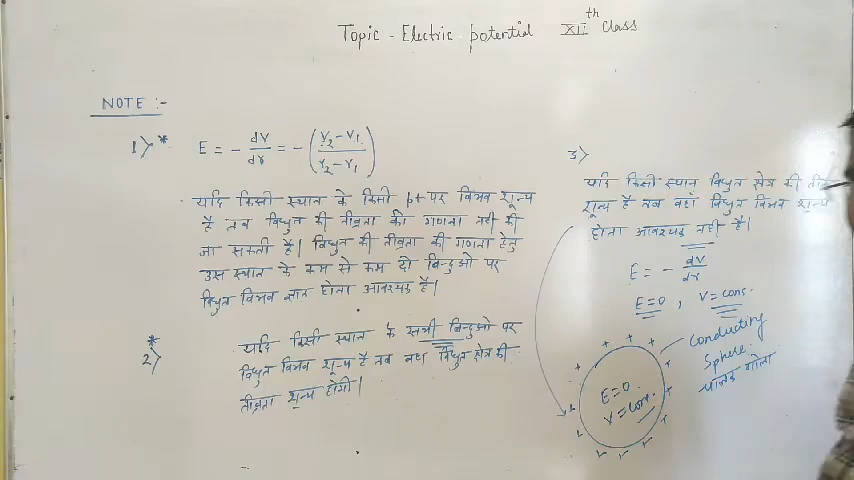 Topic - Electric potential XII th Class
NOTE :-
1) * E = - dV/dr = - (V2 - V1 / r2 - r1)
यदि किसी स्थान के किसी pt पर विभव शून्य
है तब विधुत की तीव्रता की गणना नही की
जा सकती है। विधुत की तीव्रता की गणना हेतु
उस स्थान के कम से कम दो बिन्दुओ पर
विधुत विभव ज्ञात होना आवश्यक है।
* 2) यदि किसी स्थान के सभी बिन्दुओ पर
विधुत विभव शून्य है तब वहा विधुत क्षेत्र की
तीव्रता शून्य होगी।
3)
यदि किसी स्थान विधुत क्षेत्र की
शून्य है तब वहां विधुत विभव शून्य
होना आवश्यक नही है।
E = - dV/dr
E=0 , V = cons.
Conducting
Sphere.
चालक गोला
E=0.
V = cons.